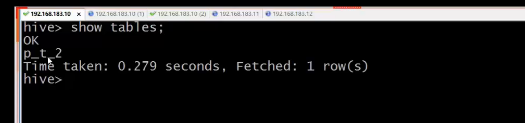 192.168.183.10 192.168.183.10 (1) 192.168.183.10 (2) 192.168.183.11 192.168.183.12
hive> show tables;
OK
p_t_2
Time taken: 0.279 seconds, Fetched: 1 row(s)
hive>